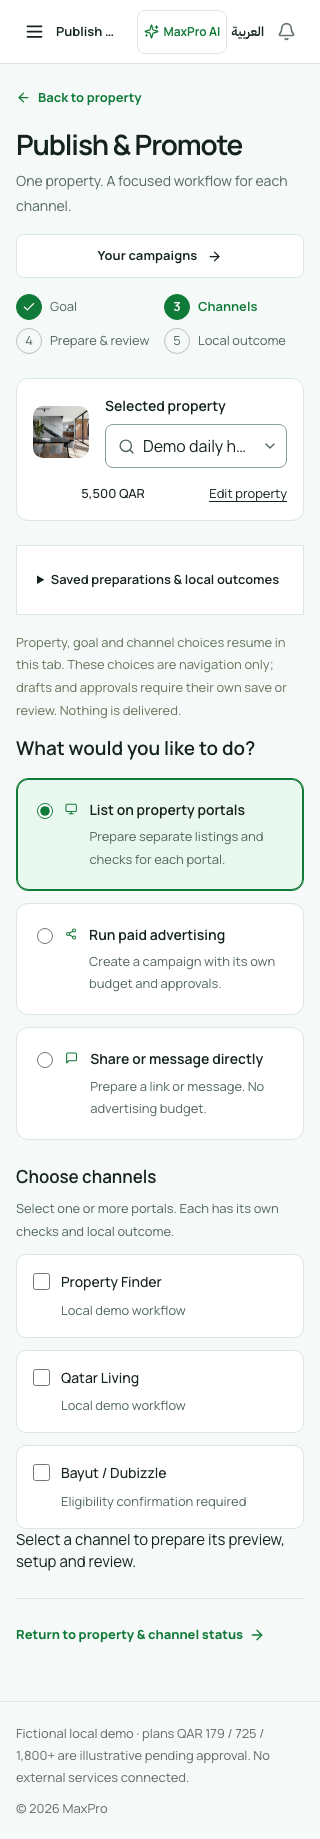 Publish …
MaxPro AI
العربية
Back to property
Publish & Promote
One property. A focused workflow for each
channel.
Your campaigns
Goal
3 Channels
4 Prepare & review
5 Local outcome
Selected property
Demo daily h...
5,500 QAR
Edit property
Saved preparations & local outcomes
Property, goal and channel choices resume in
this tab. These choices are navigation only;
drafts and approvals require their own save or
review. Nothing is delivered.
What would you like to do?
List on property portals
Prepare separate listings and
checks for each portal.
Run paid advertising
Create a campaign with its own
budget and approvals.
Share or message directly
Prepare a link or message. No
advertising budget.
Choose channels
Select one or more portals. Each has its own
checks and local outcome.
Property Finder
Local demo workflow
Qatar Living
Local demo workflow
Bayut / Dubizzle
Eligibility confirmation required
Select a channel to prepare its preview,
setup and review.
Return to property & channel status
Fictional local demo · plans QAR 179 / 725 /
1,800+ are illustrative pending approval. No
external services connected.
© 2026 MaxPro